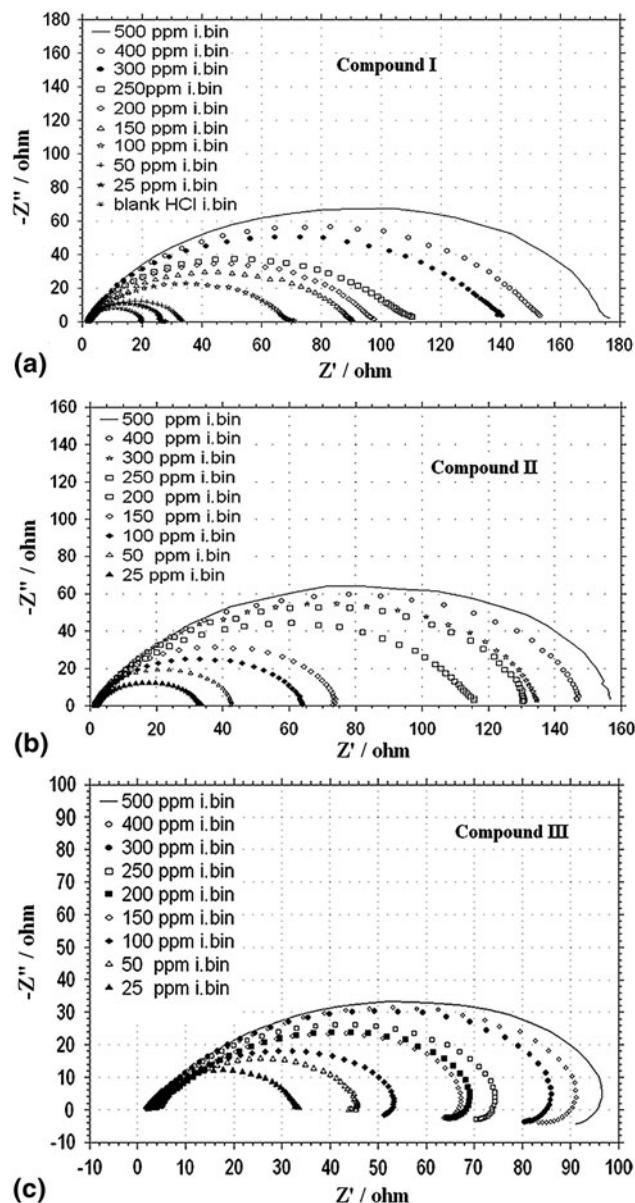 180
160
140
120
100
80
60
40
20
0
-Z" / ohm
500 ppm i.bin
400 ppm i.bin
300 ppm i.bin
250ppm i.bin
200 ppm i.bin
150 ppm i.bin
100 ppm i.bin
50 ppm i.bin
25 ppm i.bin
blank HCl i.bin
Compound I
0 20 40 60 80 100 120 140 160 180
Z' / ohm
(a)
160
140
120
100
80
60
40
20
0
-Z" / ohm
500 ppm i.bin
400 ppm i.bin
300 ppm i.bin
250 ppm i.bin
200 ppm i.bin
150 ppm i.bin
100 ppm i.bin
50 ppm i.bin
25 ppm i.bin
Compound II
0 20 40 60 80 100 120 140 160
Z' / ohm
(b)
100
90
80
70
60
50
40
30
20
10
0
-10
-Z" / ohm
500 ppm i.bin
400 ppm i.bin
300 ppm i.bin
250 ppm i.bin
200 ppm i.bin
150 ppm i.bin
100 ppm i.bin
50 ppm i.bin
25 ppm i.bin
Compound III
-10 0 10 20 30 40 50 60 70 80 90 100
Z' / ohm
(c)